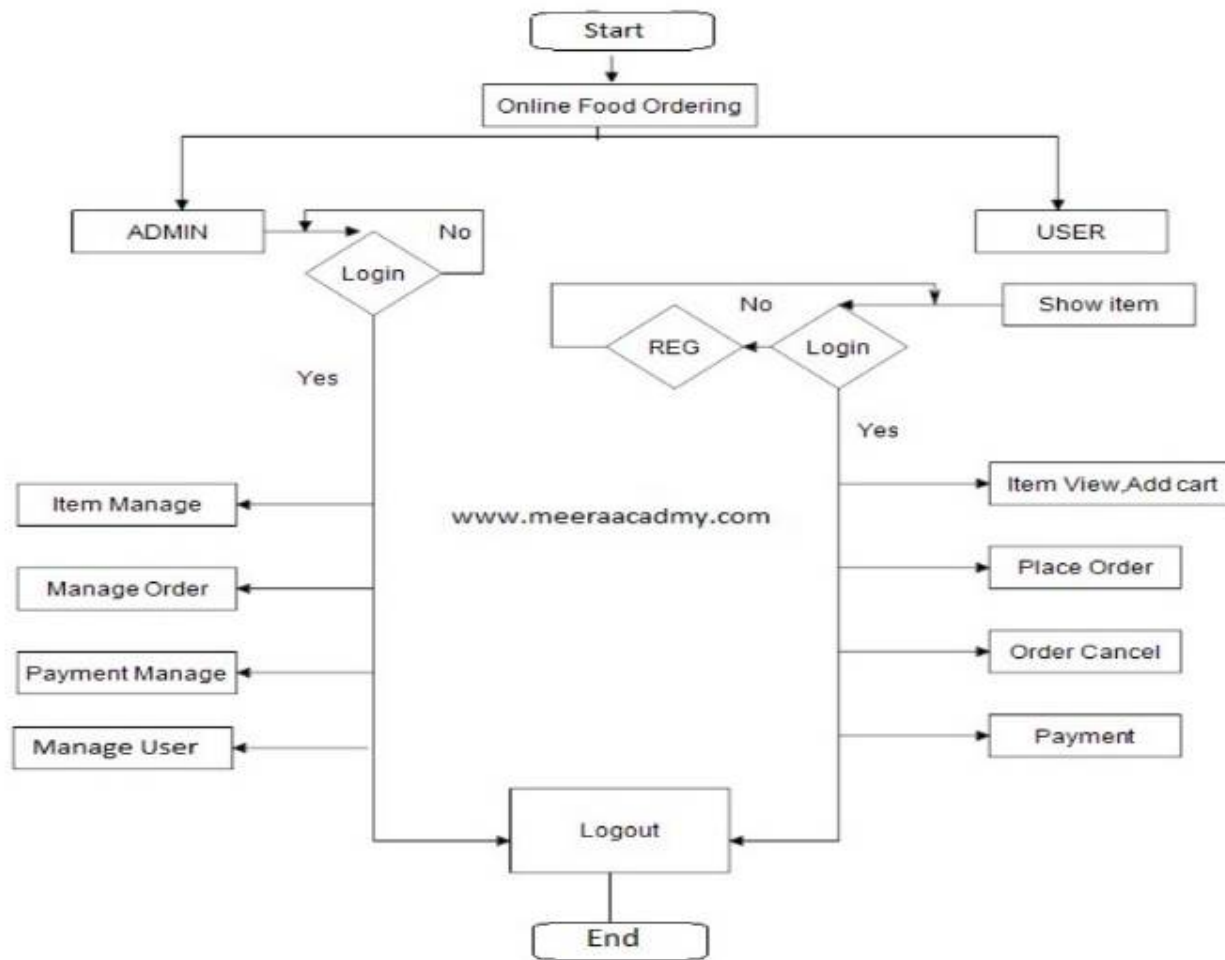 Start
Online Food Ordering
ADMIN
No
Login
USER
No
Show item
REG
Login
Yes
Yes
Item Manage
www.meeraacadmy.com
Item View,Add cart
Manage Order
Place Order
Payment Manage
Order Cancel
Manage User
Payment
Logout
End